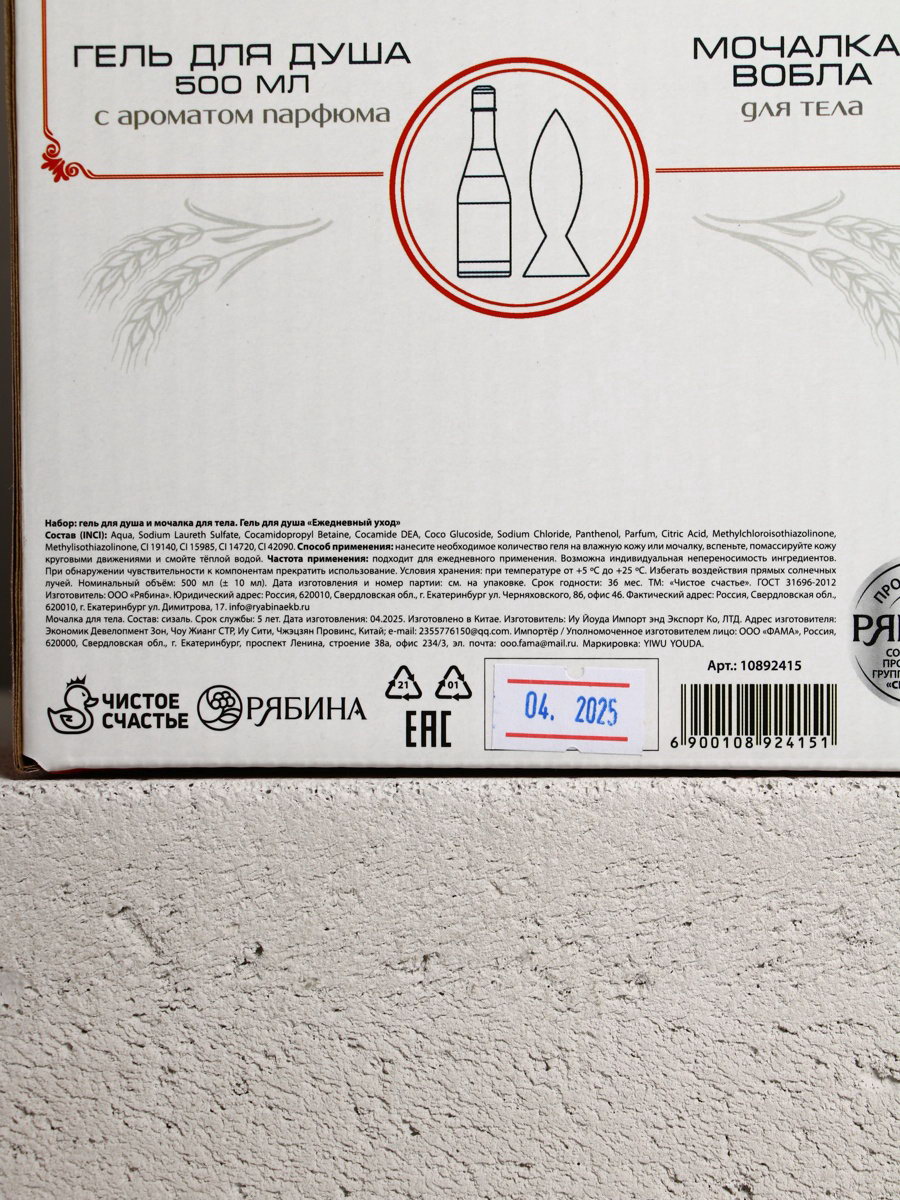 ГЕЛЬ ДЛЯ ДУША
500 МЛ
с ароматом парфюма
МОЧАЛКА
ВОБЛА
для тела
Набор: гель для душа и мочалка для тела. Гель для душа «Ежедневный уход»
Состав (INCI): Aqua, Sodium Laureth Sulfate, Cocamidopropyl Betaine, Cocamide DEA, Coco Glucoside, Sodium Chloride, Panthenol, Parfum, Citric Acid, Methylchloroisothiazolinone,
Methylisothiazolinone, CI 19140, CI 15985, CI 14720, CI 42090. Способ применения: нанесите необходимое количество геля на влажную кожу или мочалку, вспеньте, помассируйте кожу
круговыми движениями и смойте тёплой водой. Частота применения: подходит для ежедневного применения. Возможна индивидуальная непереносимость ингредиентов.
При обнаружении чувствительности к компонентам прекратить использование. Условия хранения: при температуре от +5 ºС до +25 ºС. Избегать воздействия прямых солнечных
лучей. Номинальный объём: 500 мл (± 10 мл). Дата изготовления и номер партии: см. на упаковке. Срок годности: 36 мес. ТМ: «Чистое счастье». ГОСТ 31696-2012
Изготовитель: ООО «Рябина». Юридический адрес: Россия, 620010, Свердловская обл., г. Екатеринбург ул. Черняховского, 86, офис 46. Фактический адрес: Россия, Свердловская обл.,
620010, г. Екатеринбург ул. Димитрова, 17. info@ryabinaekb.ru
Мочалка для тела. Состав: сизаль. Срок службы: 5 лет. Дата изготовления: 04.2025. Изготовлено в Китае. Изготовитель: Иу Йоуда Импорт энд Экспорт Ко, ЛТД. Адрес изготовителя:
Экономик Девелопмент Зон, Чоу Жианг СТР, Иу Сити, Чжэцзян Провинс, Китай; e-mail: 2355776150@qq.com. Импортёр / Уполномоченное изготовителем лицо: ООО «ФАМА», Россия,
620000, Свердловская обл., г. Екатеринбург, проспект Ленина, строение 38а, офис 234/3, эл. почта: ooo.fama@mail.ru. Маркировка: YIWU YOUDA.
Арт.: 10892415
ЧИСТОЕ
СЧАСТЬЕ
РЯБИНА
21
01
EAC
04. 2025
6 900108 924151